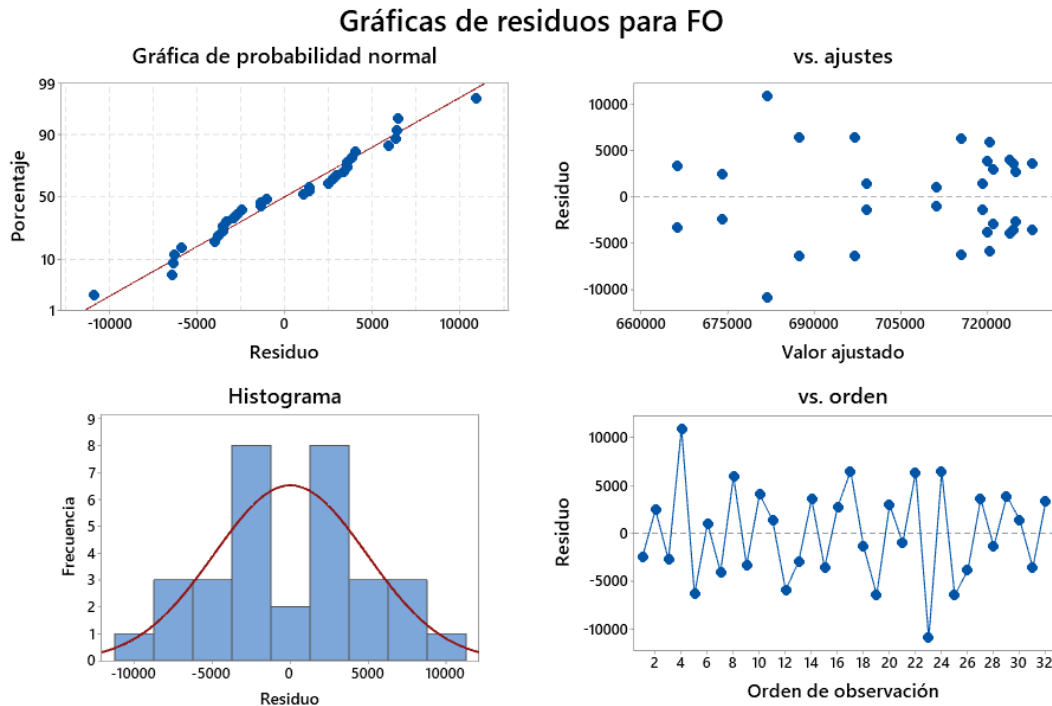 Gráficas de residuos para FO
Gráfica de probabilidad normal
99
90
50
10
1
Porcentaje
-10000 -5000 0 5000 10000
Residuo
vs. ajustes
10000
5000
0
-5000
-10000
Residuo
660000 675000 690000 705000 720000
Valor ajustado
Histograma
9
8
7
6
5
4
3
2
1
0
Frecuencia
-10000 -5000 0 5000 10000
Residuo
vs. orden
10000
5000
0
-5000
-10000
Residuo
2 4 6 8 10 12 14 16 18 20 22 24 26 28 30 32
Orden de observación